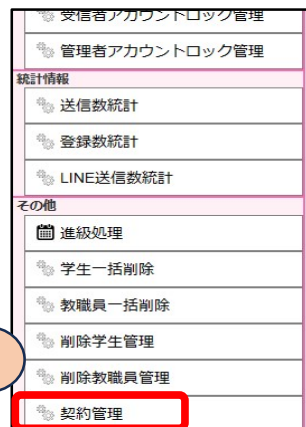 受信者アカウントロック管理
管理者アカウントロック管理
統計情報
送信数統計
登録数統計
LINE送信数統計
その他
進級処理
学生一括削除
教職員一括削除
削除学生管理
削除教職員管理
契約管理